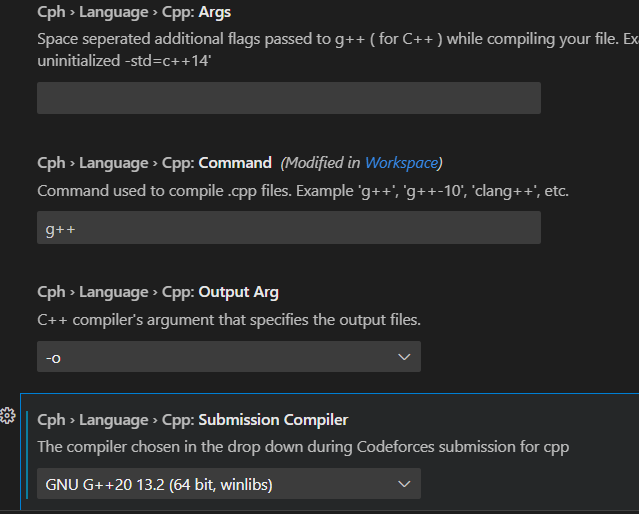 Cph › Language › Cpp: Args
Space seperated additional flags passed to g++ ( for C++ ) while compiling your file. Exa
uninitialized -std=c++14'
Cph › Language › Cpp: Command (Modified in Workspace)
Command used to compile .cpp files. Example 'g++', 'g++-10', 'clang++', etc.
g++
Cph › Language › Cpp: Output Arg
C++ compiler's argument that specifies the output files.
-o
Cph › Language › Cpp: Submission Compiler
The compiler chosen in the drop down during Codeforces submission for cpp
GNU G++20 13.2 (64 bit, winlibs)